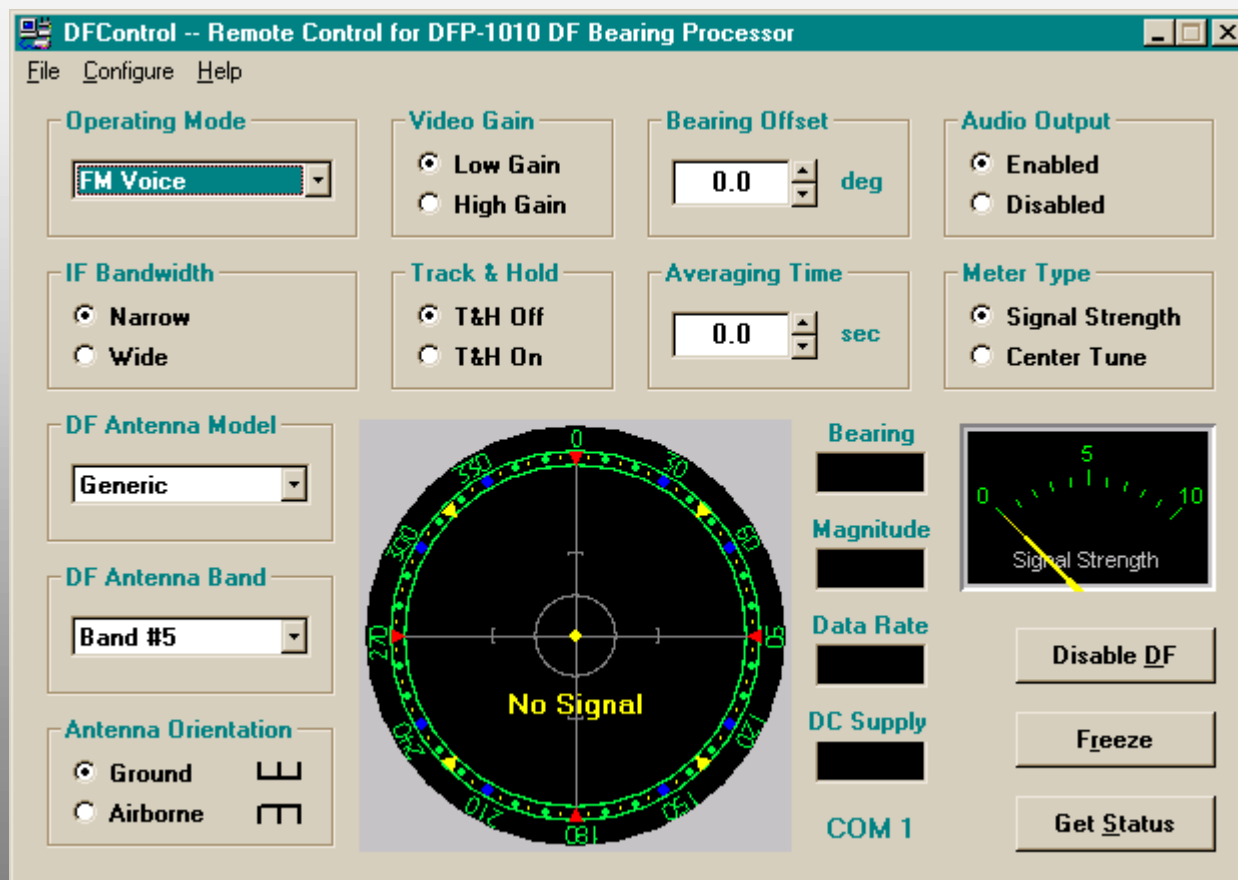 DFControl -- Remote Control for DFP-1010 DF Bearing Processor
File Configure Help
Operating Mode
FM Voice
Video Gain
Low Gain
High Gain
Bearing Offset
0.0 deg
Audio Output
Enabled
Disabled
IF Bandwidth
Narrow
Wide
Track & Hold
T&H Off
T&H On
Averaging Time
0.0 sec
Meter Type
Signal Strength
Center Tune
DF Antenna Model
Generic
DF Antenna Band
Band #5
Antenna Orientation
Ground
Airborne
0
30
60
90
120
150
180
210
240
270
300
330
No Signal
Bearing
Magnitude
Data Rate
DC Supply
COM 1
0 5 10
Signal Strength
Disable DF
Freeze
Get Status